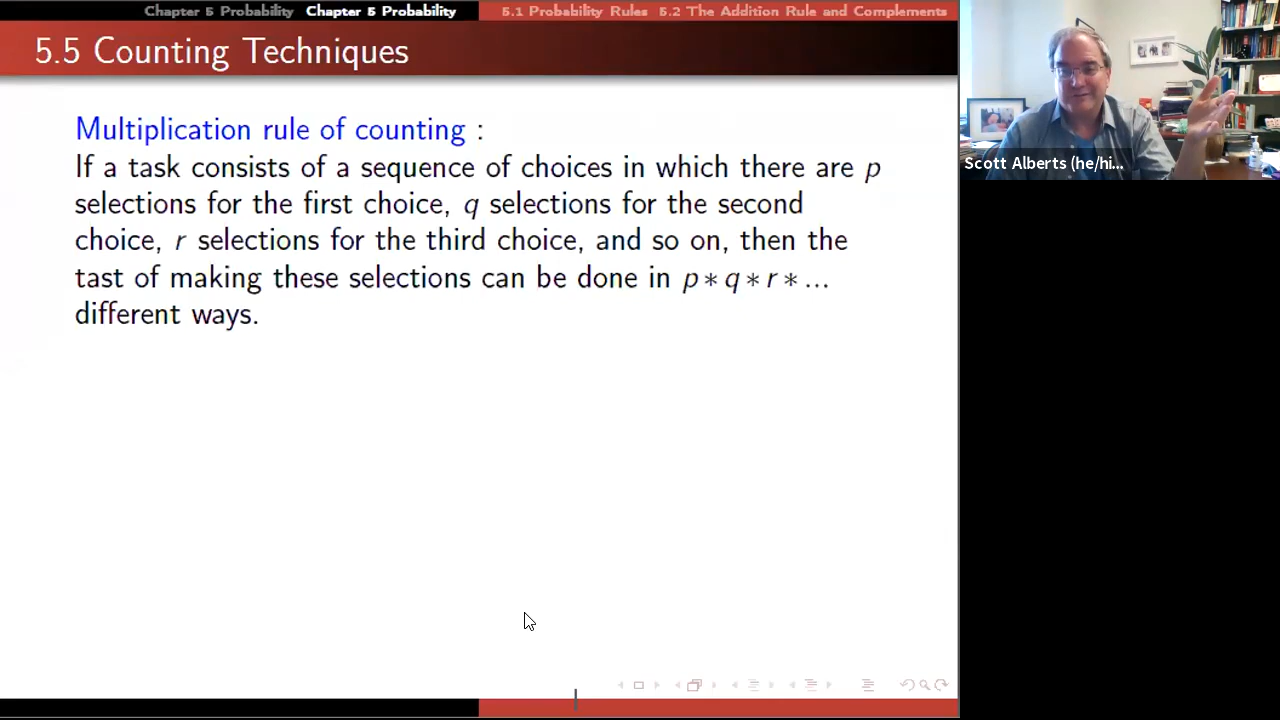 Chapter 5 Probability Chapter 5 Probability 5.1 Probability Rules 5.2 The Addition Rule and Complements
5.5 Counting Techniques
Multiplication rule of counting :
If a task consists of a sequence of choices in which there are p
selections for the first choice, q selections for the second
choice, r selections for the third choice, and so on, then the
tast of making these selections can be done in p ∗ q ∗ r ∗ ...
different ways.
Scott Alberts (he/hi...